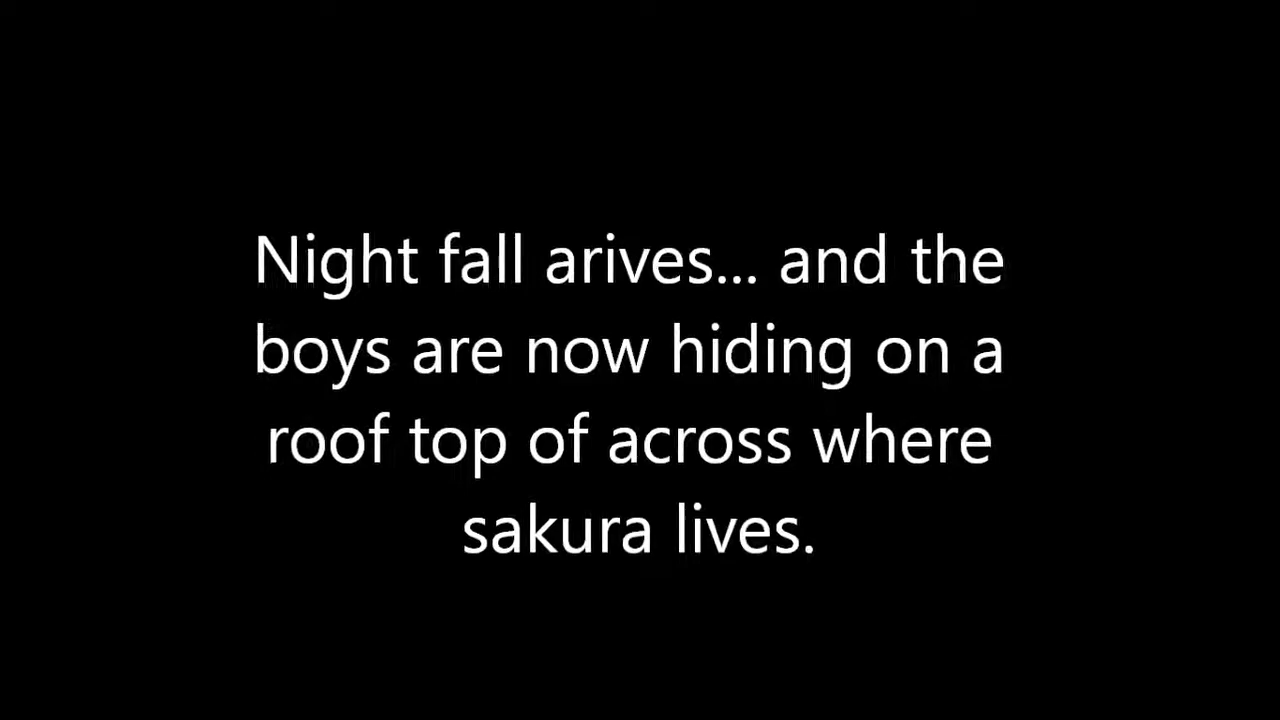 Night fall arives... and the
boys are now hiding on a
roof top of across where
sakura lives.